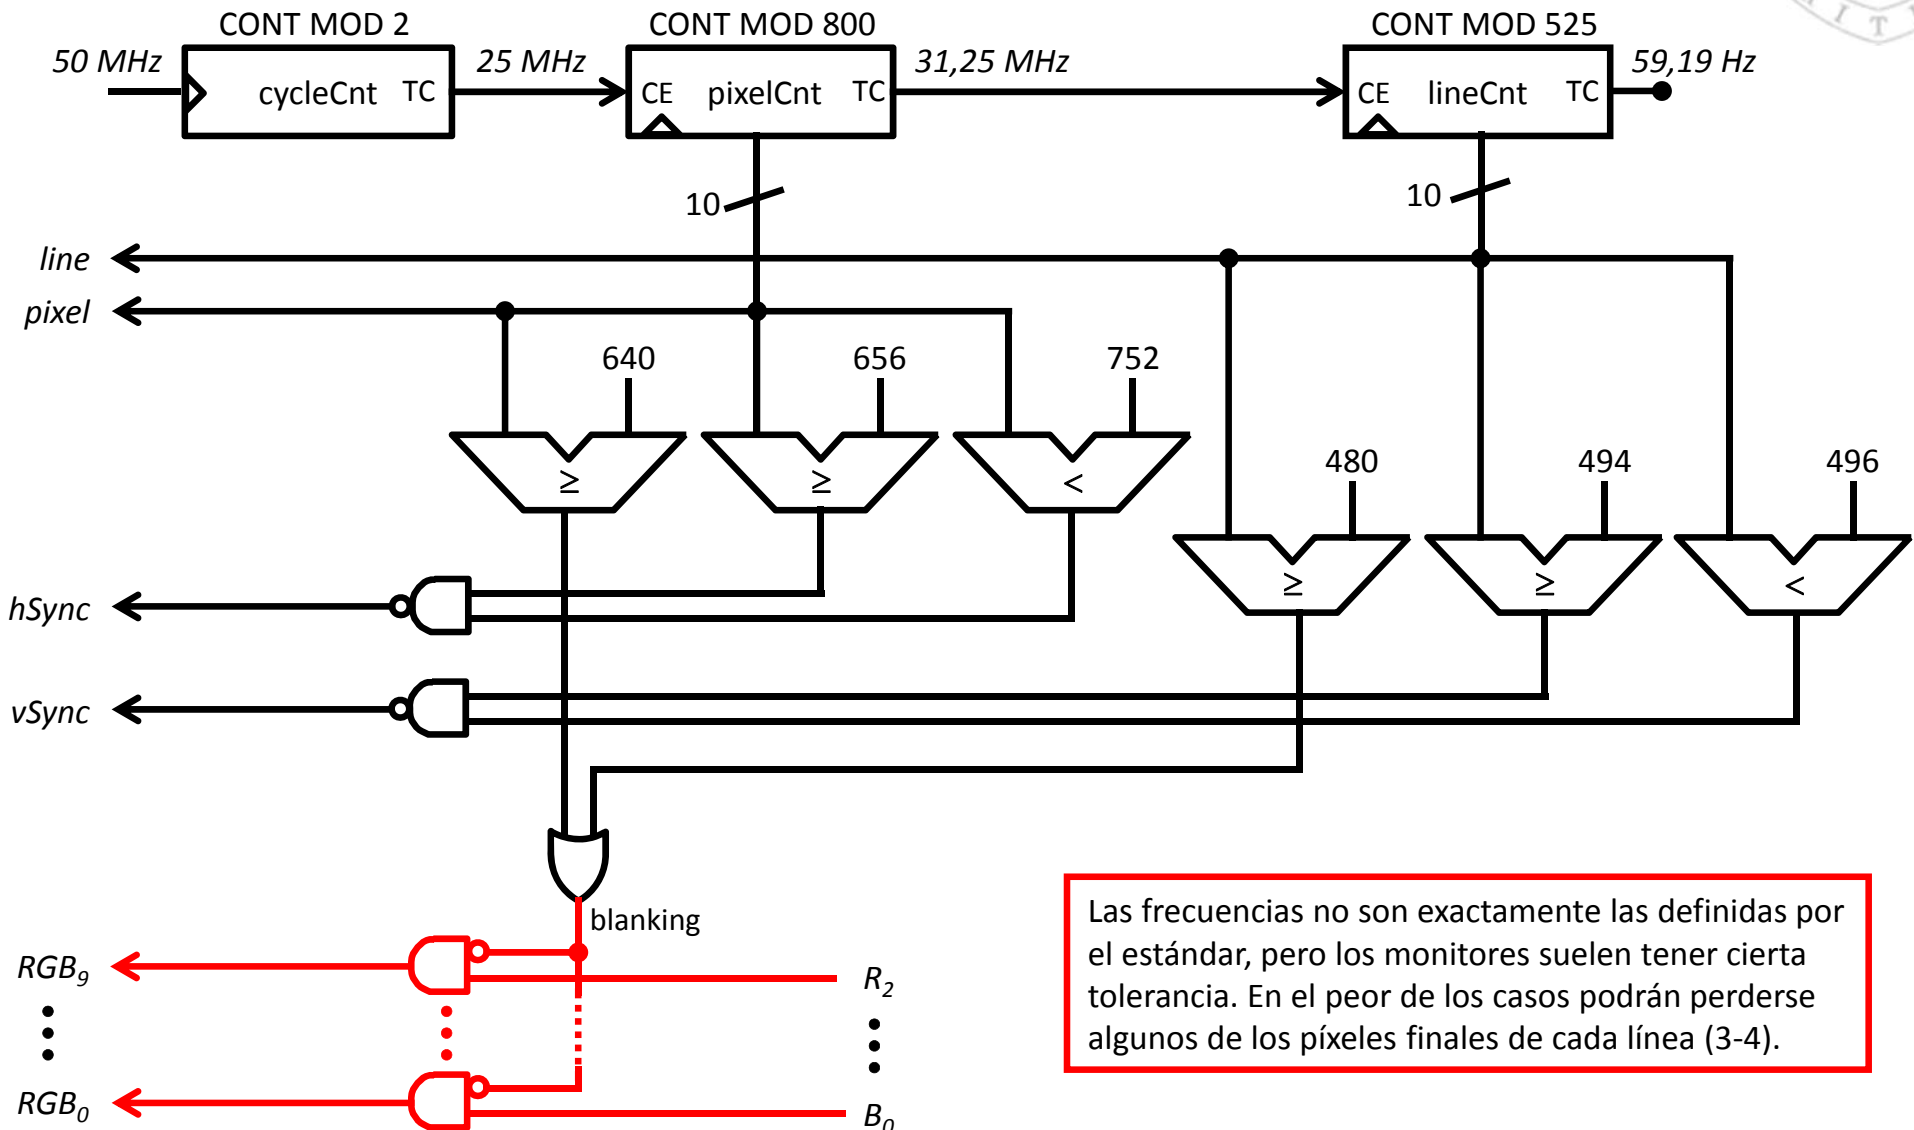 CONT MOD 2
CONT MOD 800
CONT MOD 525
50 MHz
cycleCnt TC
25 MHz
CE pixelCnt TC
31,25 MHz
CE lineCnt TC
59,19 Hz
10
10
line
pixel
640
656
752
≥
≥
<
480
494
496
≥
≥
<
hSync
vSync
blanking
RGB9
R2
RGB0
B0
Las frecuencias no son exactamente las definidas por
el estándar, pero los monitores suelen tener cierta
tolerancia. En el peor de los casos podrán perderse
algunos de los píxeles finales de cada línea (3-4).